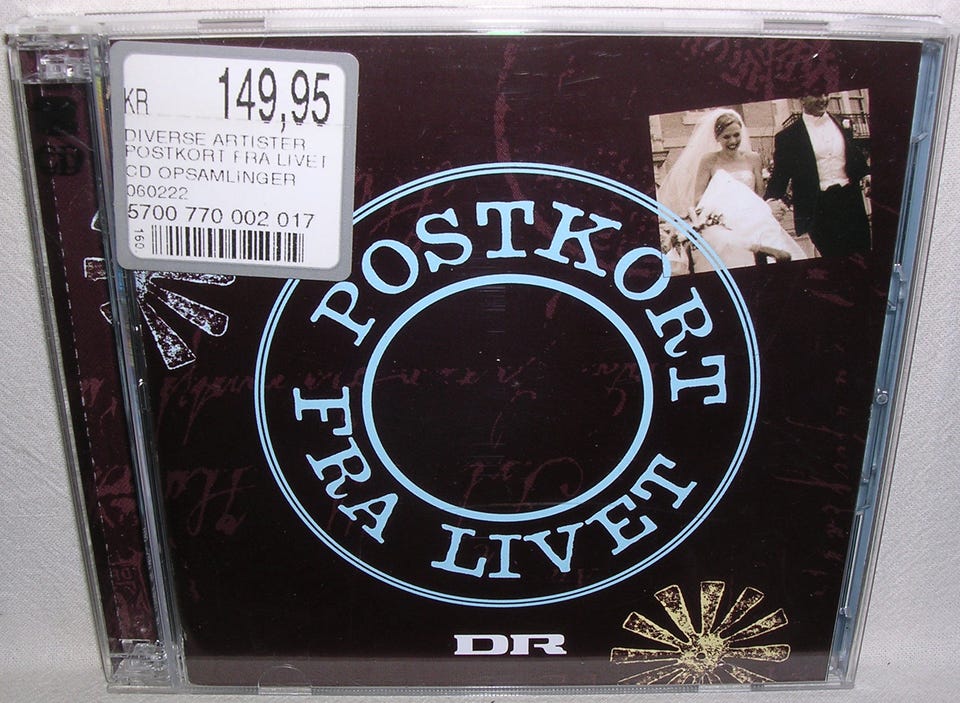 KR 149,95
DIVERSE ARTISTER
POSTKORT FRA LIVET
CD OPSAMLINGER
060222
5700 770 002 017
160
POSTKORT
FRA LIVET
DR